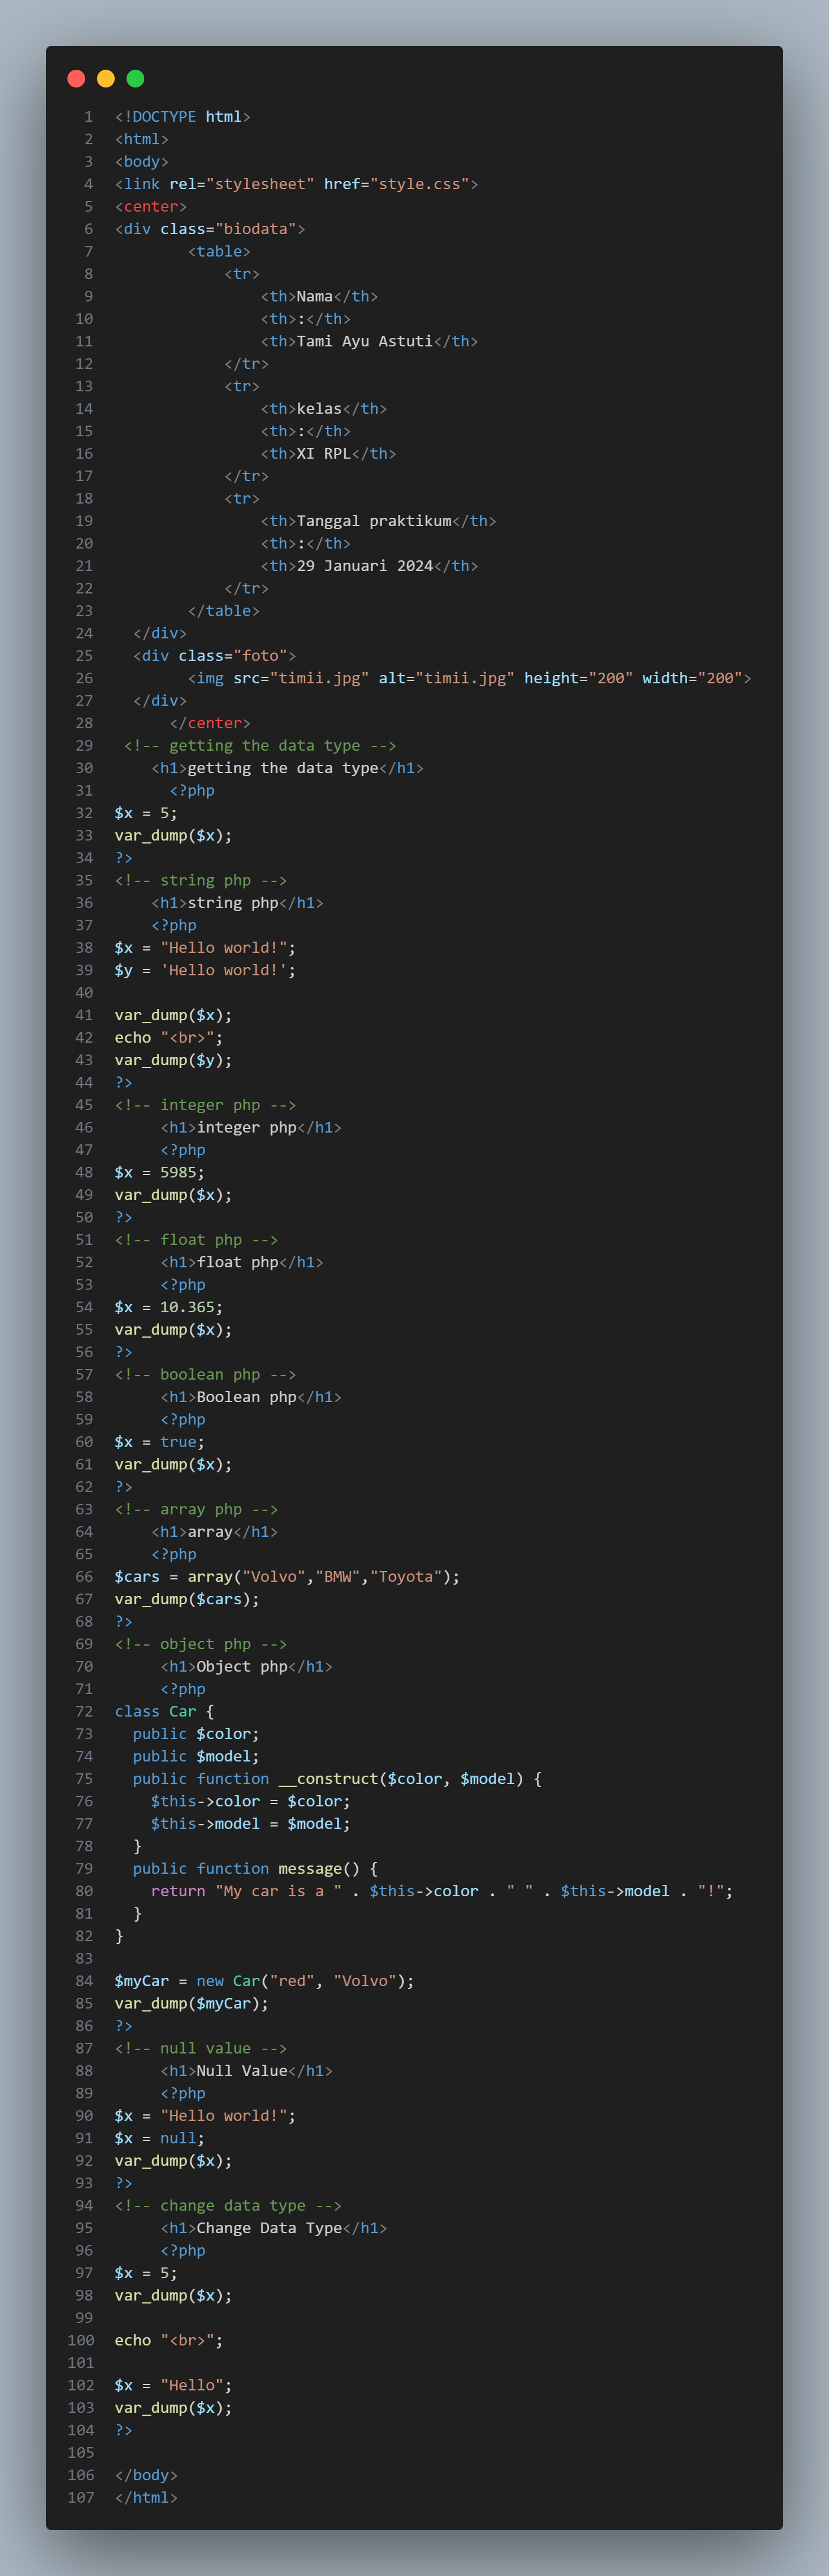 1 <!DOCTYPE html>
2 <html>
3 <body>
4 <link rel="stylesheet" href="style.css">
5 <center>
6 <div class="biodata">
7         <table>
8             <tr>
9                 <th>Nama</th>
10                 <th>:</th>
11                 <th>Tami Ayu Astuti</th>
12             </tr>
13             <tr>
14                 <th>kelas</th>
15                 <th>:</th>
16                 <th>XI RPL</th>
17             </tr>
18             <tr>
19                 <th>Tanggal praktikum</th>
20                 <th>:</th>
21                 <th>29 Januari 2024</th>
22             </tr>
23         </table>
24   </div>
25   <div class="foto">
26         <img src="timii.jpg" alt="timii.jpg" height="200" width="200">
27   </div>
28       </center>
29  <!-- getting the data type -->
30     <h1>getting the data type</h1>
31       <?php
32 $x = 5;
33 var_dump($x);
34 ?>
35 <!-- string php -->
36     <h1>string php</h1>
37     <?php
38 $x = "Hello world!";
39 $y = 'Hello world!';
40
41 var_dump($x);
42 echo "<br>";
43 var_dump($y);
44 ?>
45 <!-- integer php -->
46      <h1>integer php</h1>
47      <?php
48 $x = 5985;
49 var_dump($x);
50 ?>
51 <!-- float php -->
52      <h1>float php</h1>
53      <?php
54 $x = 10.365;
55 var_dump($x);
56 ?>
57 <!-- boolean php -->
58      <h1>Boolean php</h1>
59      <?php
60 $x = true;
61 var_dump($x);
62 ?>
63 <!-- array php -->
64     <h1>array</h1>
65     <?php
66 $cars = array("Volvo","BMW","Toyota");
67 var_dump($cars);
68 ?>
69 <!-- object php -->
70      <h1>Object php</h1>
71      <?php
72 class Car {
73   public $color;
74   public $model;
75   public function __construct($color, $model) {
76     $this->color = $color;
77     $this->model = $model;
78   }
79   public function message() {
80     return "My car is a " . $this->color . " " . $this->model . "!";
81   }
82 }
83
84 $myCar = new Car("red", "Volvo");
85 var_dump($myCar);
86 ?>
87 <!-- null value -->
88      <h1>Null Value</h1>
89      <?php
90 $x = "Hello world!";
91 $x = null;
92 var_dump($x);
93 ?>
94 <!-- change data type -->
95      <h1>Change Data Type</h1>
96      <?php
97 $x = 5;
98 var_dump($x);
99
100 echo "<br>";
101
102 $x = "Hello";
103 var_dump($x);
104 ?>
105
106 </body>
107 </html>